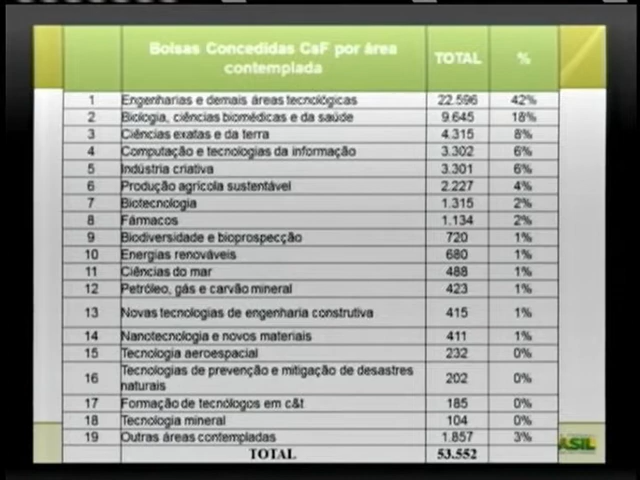 Bolsas Concedidas CsF por área contemplada TOTAL %
1 Engenharias e demais áreas tecnológicas 22.596 42%
2 Biologia, ciências biomédicas e da saúde 9.645 18%
3 Ciências exatas e da terra 4.315 8%
4 Computação e tecnologias da informação 3.302 6%
5 Indústria criativa 3.301 6%
6 Produção agrícola sustentável 2.227 4%
7 Biotecnologia 1.315 2%
8 Fármacos 1.134 2%
9 Biodiversidade e bioprospecção 720 1%
10 Energias renováveis 680 1%
11 Ciências do mar 488 1%
12 Petróleo, gás e carvão mineral 423 1%
13 Novas tecnologias de engenharia construtiva 415 1%
14 Nanotecnologia e novos materiais 411 1%
15 Tecnologia aeroespacial 232 0%
16 Tecnologias de prevenção e mitigação de desastres naturais 202 0%
17 Formação de tecnólogos em c&t 185 0%
18 Tecnologia mineral 104 0%
19 Outras áreas contempladas 1.857 3%
TOTAL 53.552
ASIL